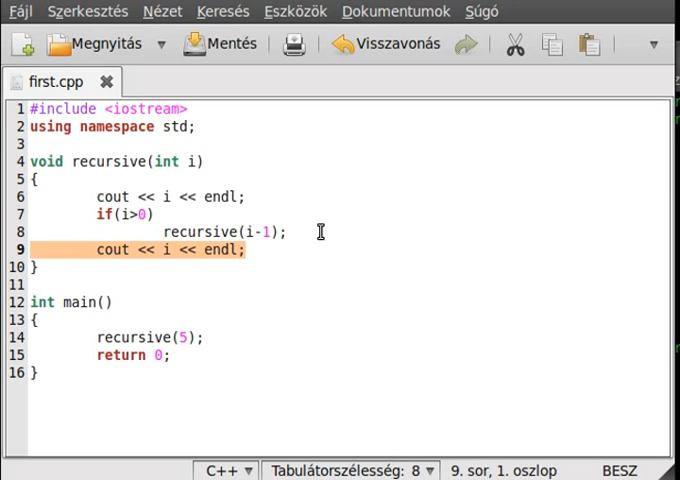 Fájl Szerkesztés Nézet Keresés Eszközök Dokumentumok Súgó
Megnyitás Mentés Visszavonás
first.cpp
1 #include <iostream>
2 using namespace std;
3
4 void recursive(int i)
5 {
6 cout << i << endl;
7 if(i>0)
8 recursive(i-1);
9 cout << i << endl;
10 }
11
12 int main()
13 {
14 recursive(5);
15 return 0;
16 }
C++ Tabulátorszélesség: 8 9. sor, 1. oszlop BESZ